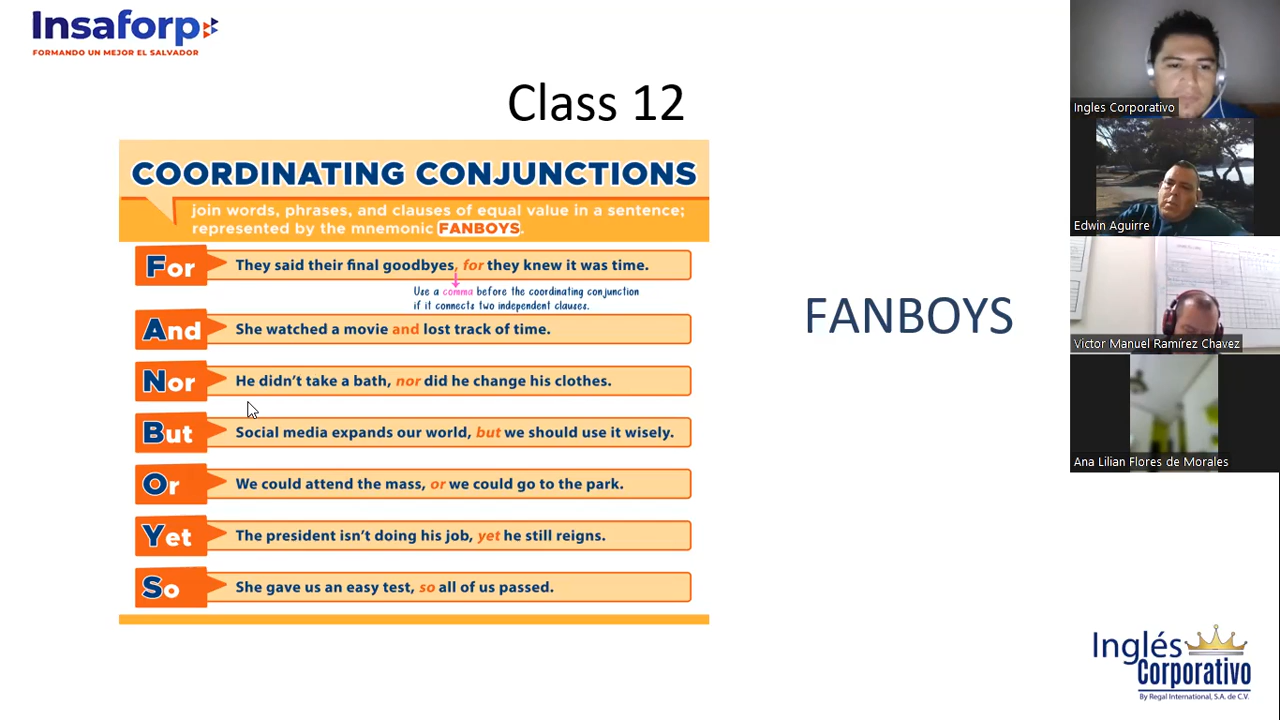 Insaforp
FORMANDO UN MEJOR EL SALVADOR
Class 12
COORDINATING CONJUNCTIONS
join words, phrases, and clauses of equal value in a sentence;
represented by the mnemonic FANBOYS.
For
They said their final goodbyes, for they knew it was time.
Use a comma before the coordinating conjunction
if it connects two independent clauses.
And
She watched a movie and lost track of time.
Nor
He didn't take a bath, nor did he change his clothes.
But
Social media expands our world, but we should use it wisely.
Or
We could attend the mass, or we could go to the park.
Yet
The president isn't doing his job, yet he still reigns.
So
She gave us an easy test, so all of us passed.
FANBOYS
Ingles Corporativo
Edwin Aguirre
Victor Manuel Ramírez Chavez
Ana Lilian Flores de Morales
Inglés
Corporativo
By Regal International, S.A. de C.V.